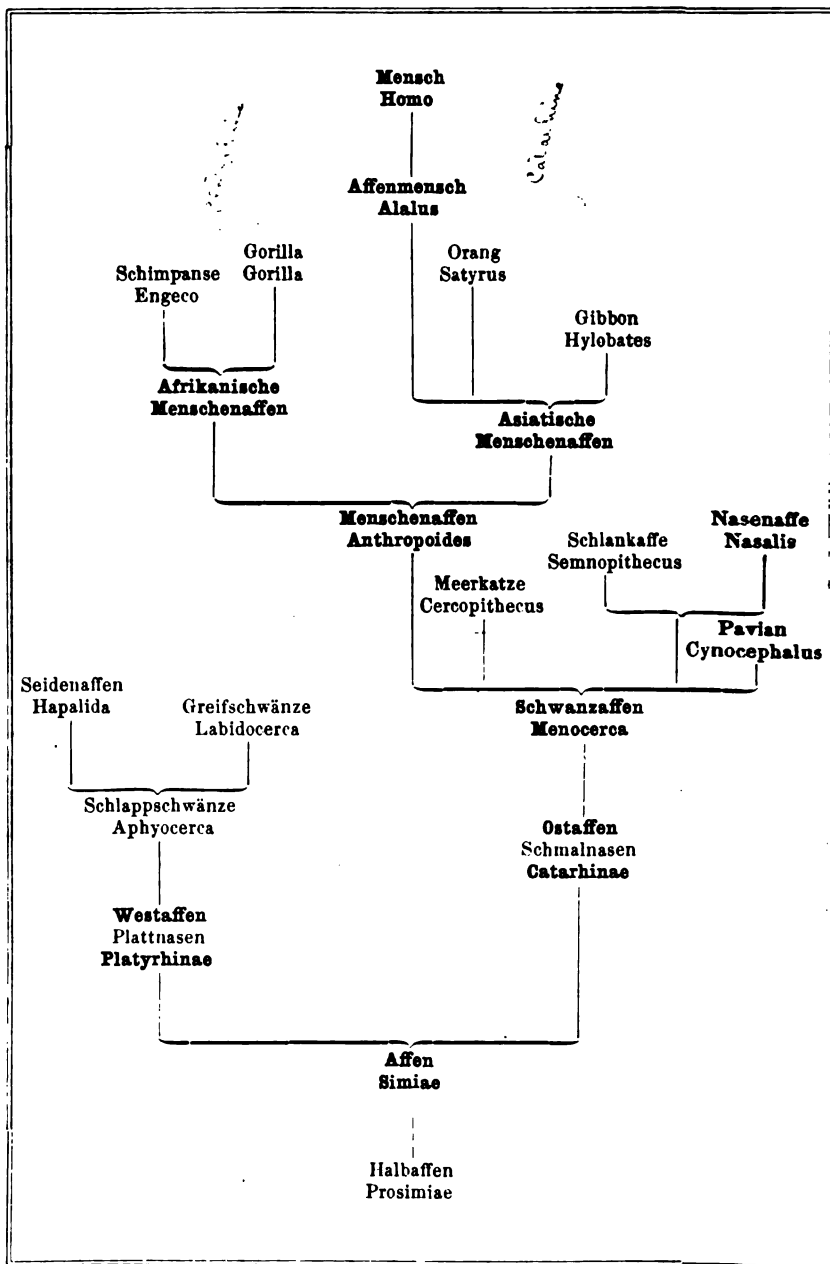 Mensch
Homo
Affenmensch
Alalus
Gorilla
Gorilla
Schimpanse
Engeco
Orang
Satyrus
Gibbon
Hylobates
Afrikanische
Menschenaffen
Asiatische
Menschenaffen
Menschenaffen
Anthropoides
Schlankaffe
Semnopithecus
Nasenaffe
Nasalis
Meerkatze
Cercopithecus
Pavian
Cynocephalus
Seidenaffen
Hapalida
Greifschwänze
Labidocerca
Schwanzaffen
Menocerca
Schlappschwänze
Aphyocerca
Ostaffen
Schmalnasen
Catarhinae
Westaffen
Plattnasen
Platyrhinae
Affen
Simiae
Halbaffen
Prosimiae